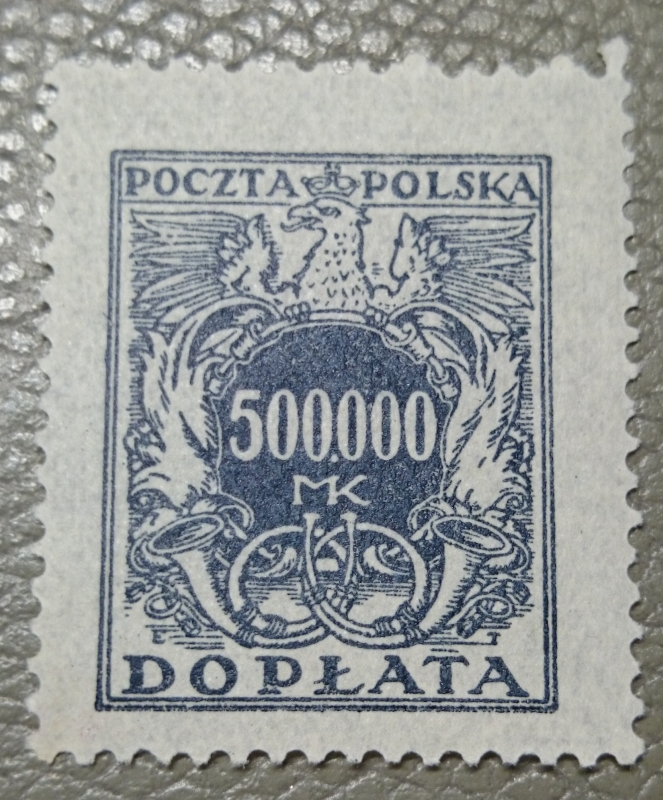 POCZTA POLSKA
500.000
MK
E T
DOPŁATA